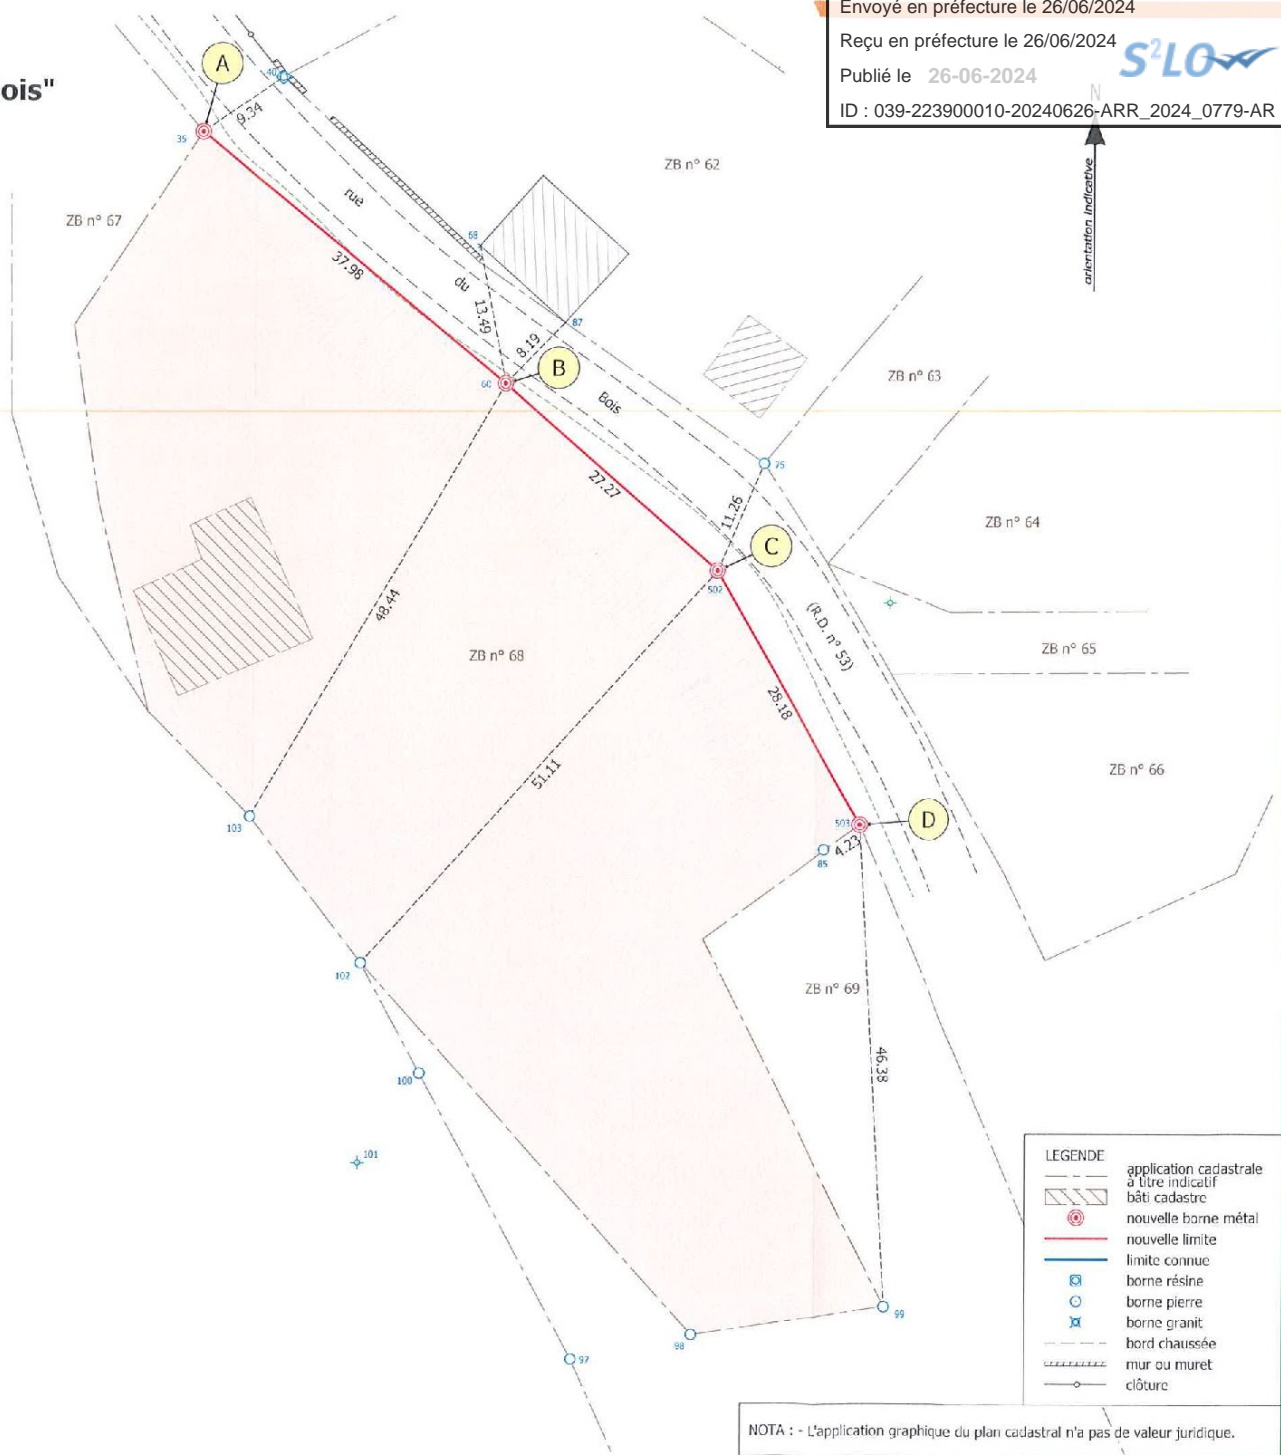 Envoyé en préfecture le 26/06/2024
Reçu en préfecture le 26/06/2024
Publié le 26-06-2024
S²LO
ID : 039-223900010-20240626-ARR_2024_0779-AR
ois"
N
orientation indicative
A
40
9.34
35
ZB n° 62
ZB n° 67
rue
37.98
68
du
13.49
87
8.19
B
60
Bois
ZB n° 63
75
27.27
11.26
ZB n° 64
C
502
48.44
(R.D. n° 53)
ZB n° 65
ZB n° 68
28.18
51.11
ZB n° 66
103
503
D
4.23
85
102
ZB n° 69
46.38
100
101
99
98
97
LEGENDE
application cadastrale
à titre indicatif
bâti cadastre
nouvelle borne métal
nouvelle limite
limite connue
borne résine
borne pierre
borne granit
bord chaussée
mur ou muret
clôture
NOTA : - L'application graphique du plan cadastral n'a pas de valeur juridique.